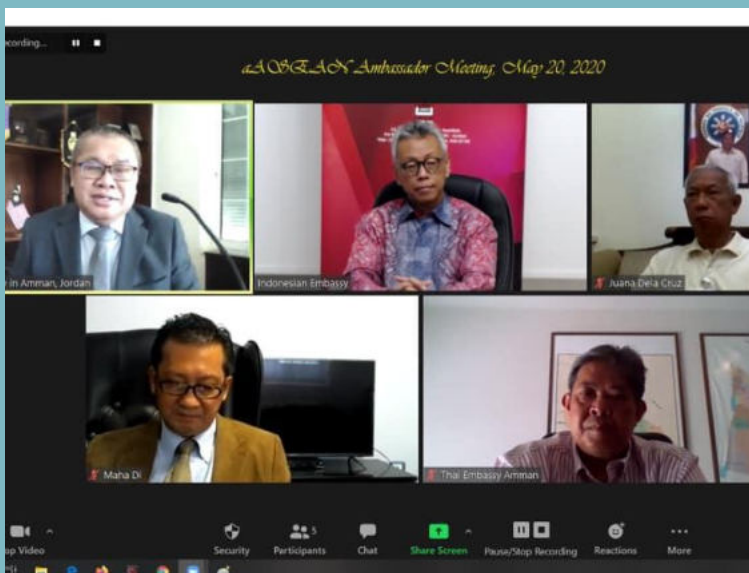 ecording...
aASEAN Ambassador Meeting, May 20, 2020
in Amman, Jordan
Indonesian Embassy
Juana Dela Cruz
Maha Di
Thai Embassy Amman
op Video
Security
Participants
5
Chat
Share Screen
Pause/Stop Recording
Reactions
More